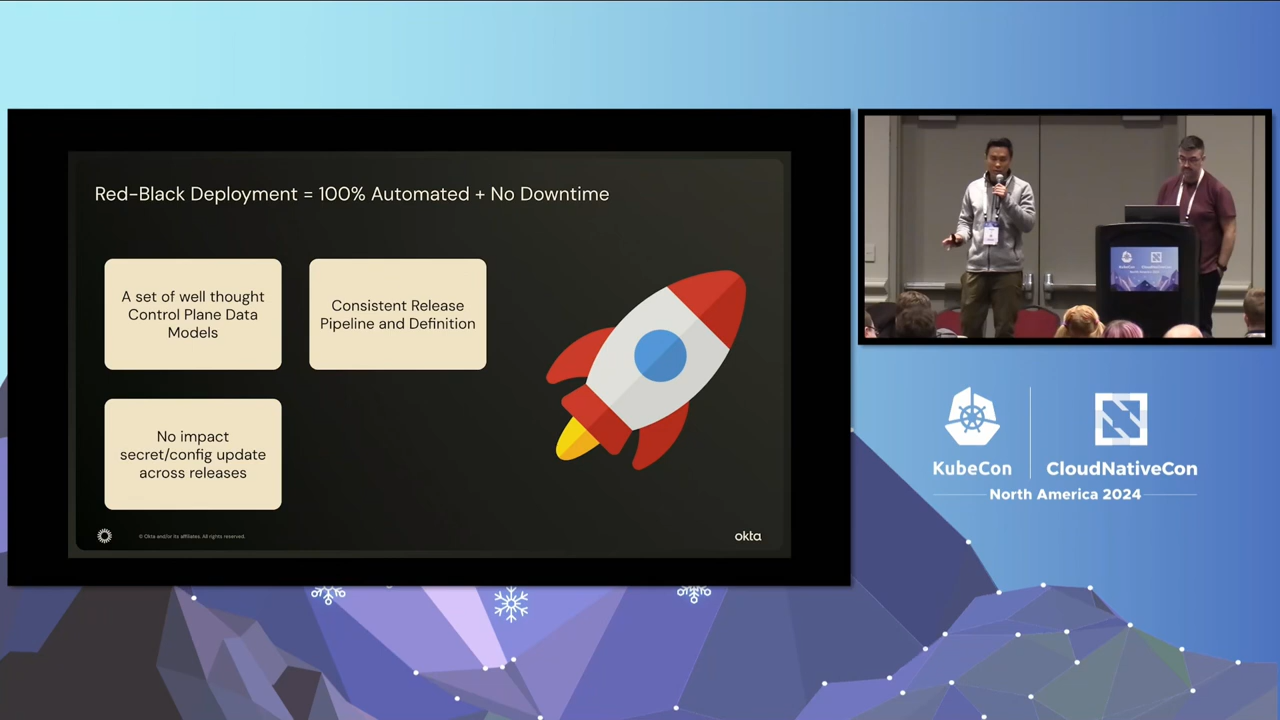 Red-Black Deployment = 100% Automated + No Downtime
A set of well thought
Control Plane Data
Models
Consistent Release
Pipeline and Definition
No impact
secret/config update
across releases
© Okta and/or its affiliates. All rights reserved.
okta
KubeCon
CloudNativeCon
North America 2024
KubeCon
CloudNativeCon